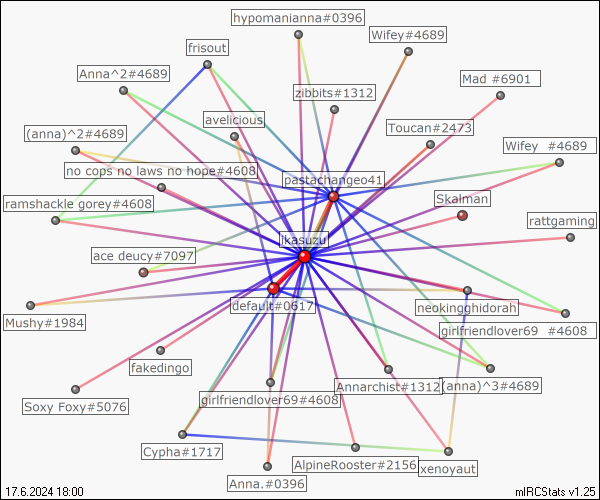 hypomanianna#0396
Wifey#4689
frisout
Anna^2#4689
Mad #6901
zibbits#1312
avelicious
Toucan#2473
(anna)^2#4689
Wifey #4689
no cops no laws no hope#4608
pastachangeo41
ramshackle gorey#4608
Skalman
rattgaming
ikasuzu
ace deucy#7097
default#0617
neokingghidorah
Mushy#1984
girlfriendlover69 #4608
fakedingo
Annarchist#1312
(anna)^3#4689
girlfriendlover69#4608
Soxy Foxy#5076
Cypha#1717
AlpineRooster#2156
xenoyaut
Anna.#0396
17.6.2024 18:00
mIRCStats v1.25